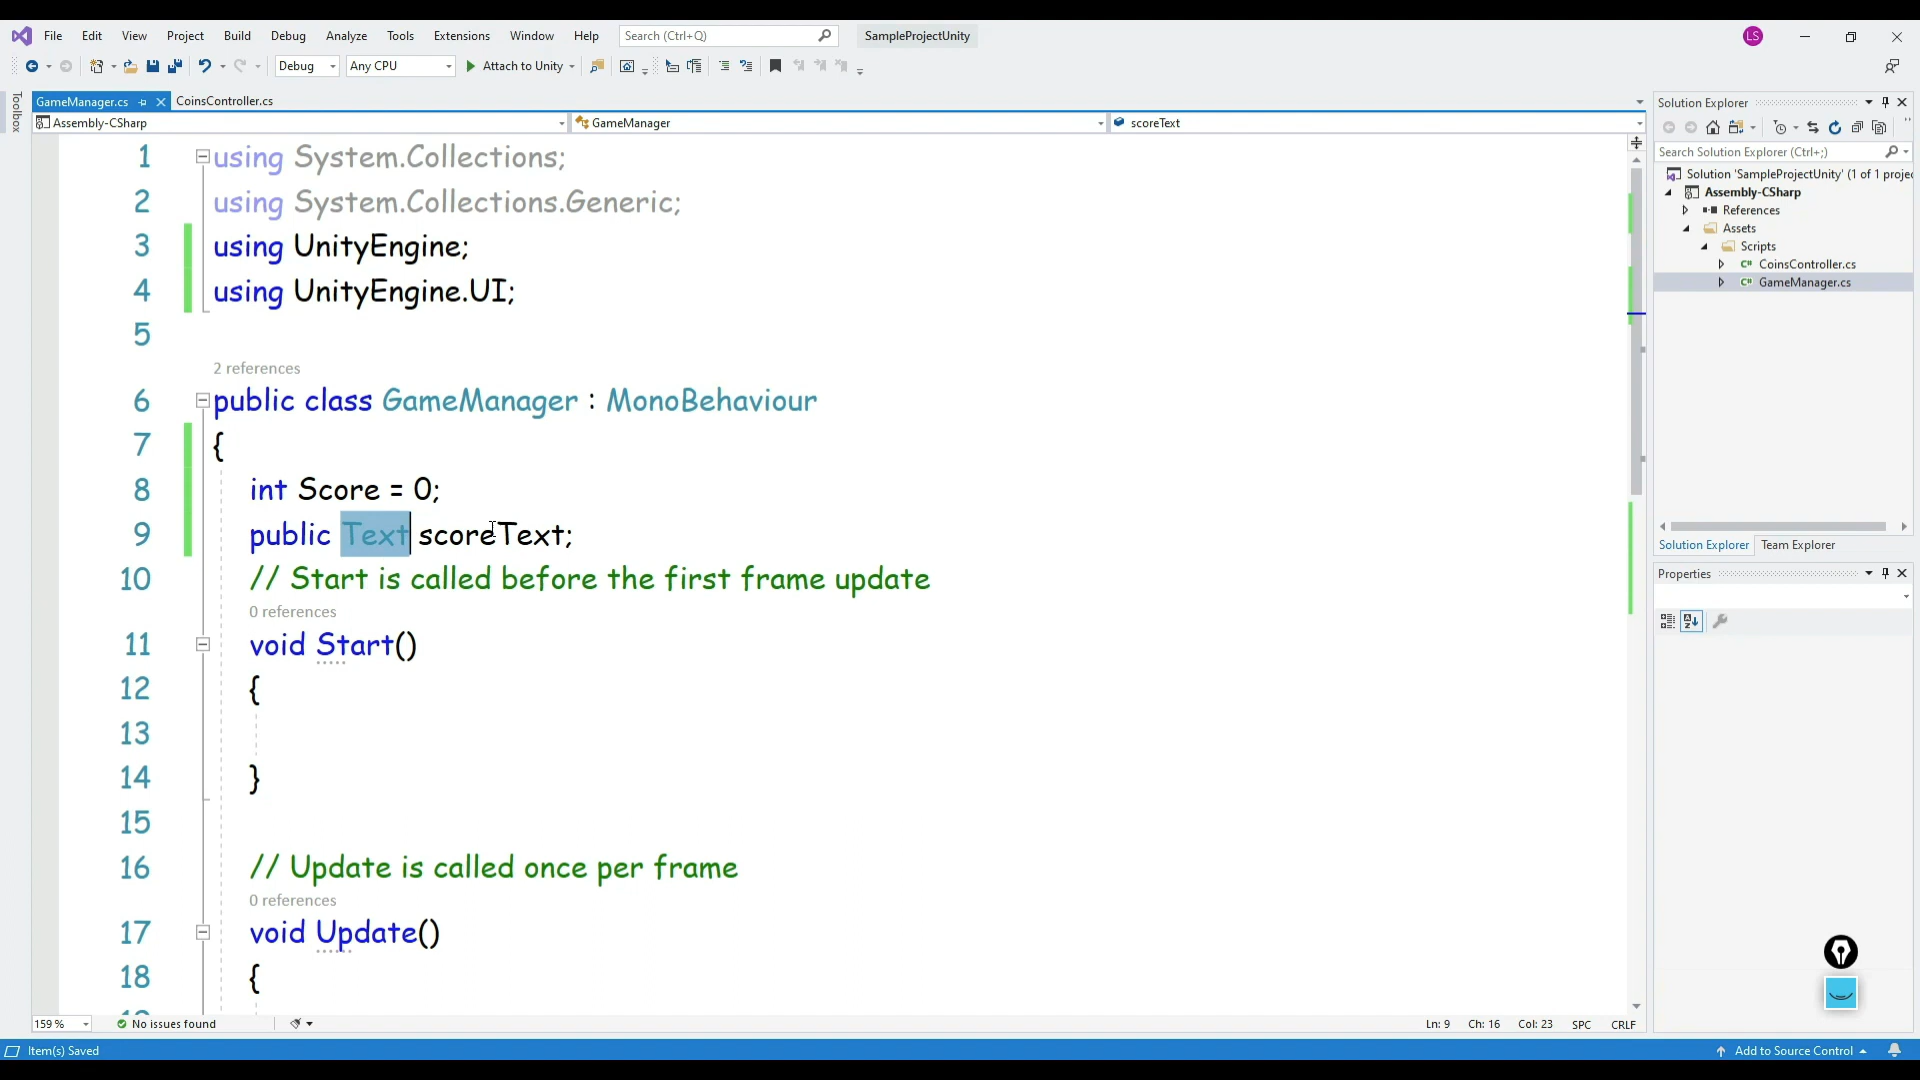 File Edit View Project Build Debug Analyze Tools Extensions Window Help Search (Ctrl+Q) SampleProjectUnity LS
Debug Any CPU Attach to Unity
Toolbox
GameManager.cs CoinsController.cs
Assembly-CSharp GameManager scoreText
1 using System.Collections;
2 using System.Collections.Generic;
3 using UnityEngine;
4 using UnityEngine.UI;
5
2 references
6 public class GameManager : MonoBehaviour
7 {
8 int Score = 0;
9 public Text scoreText;
10 // Start is called before the first frame update
0 references
11 void Start()
12 {
13
14 }
15
16 // Update is called once per frame
0 references
17 void Update()
18 {
159 % No issues found Ln: 9 Ch: 16 Col: 23 SPC CRLF
Item(s) Saved Add to Source Control
Solution Explorer
Search Solution Explorer (Ctrl+;)
Solution 'SampleProjectUnity' (1 of 1 projec
Assembly-CSharp
References
Assets
Scripts
C# CoinsController.cs
C# GameManager.cs
Solution Explorer Team Explorer
Properties